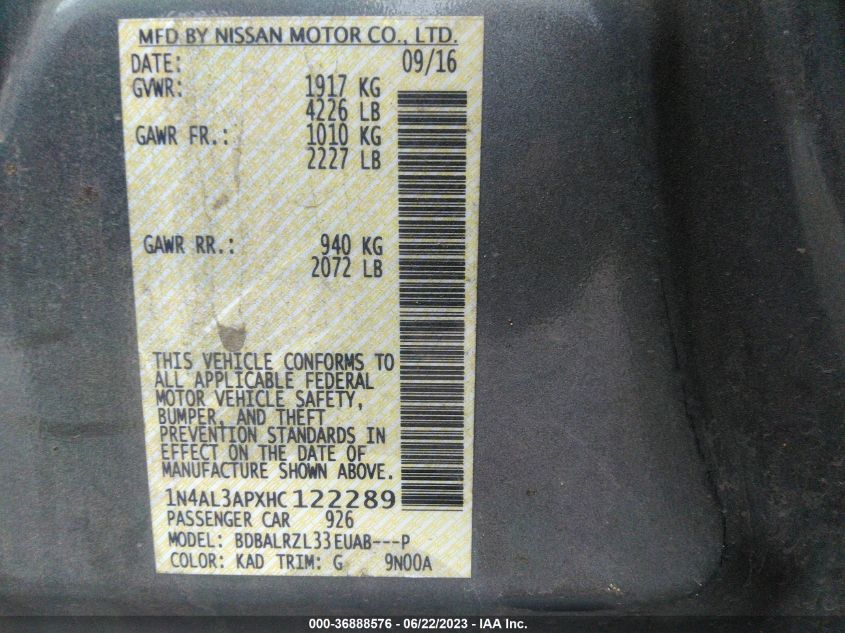 MFD BY NISSAN MOTOR CO., LTD.
DATE: 09/16
GVWR: 1917 KG
4226 LB
GAWR FR.: 1010 KG
2227 LB
GAWR RR.: 940 KG
2072 LB
THIS VEHICLE CONFORMS TO
ALL APPLICABLE FEDERAL
MOTOR VEHICLE SAFETY,
BUMPER, AND THEFT
PREVENTION STANDARDS IN
EFFECT ON THE DATE OF
MANUFACTURE SHOWN ABOVE.
1N4AL3APXHC122289
PASSENGER CAR 926
MODEL: BDBALRZL33EUAB---P
COLOR: KAD TRIM: G 9N00A
000-36888576 - 06/22/2023 - © IAA, Inc.